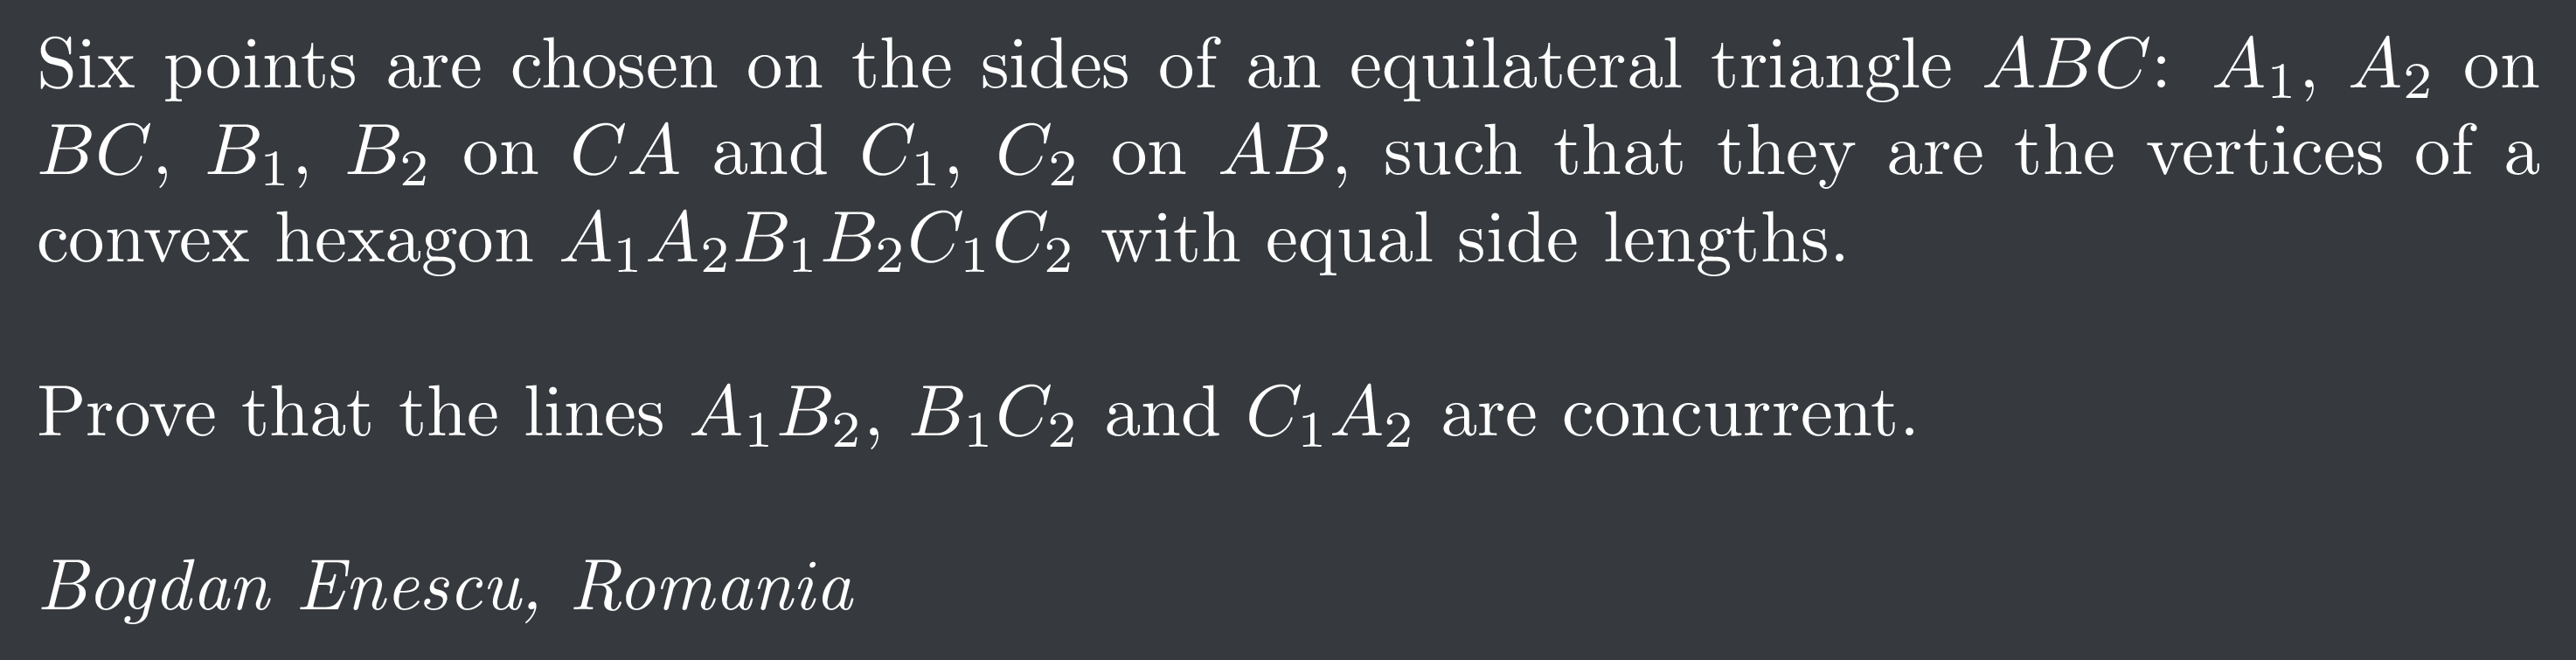 Six points are chosen on the sides of an equilateral triangle ABC: A₁, A₂ on
BC, B₁, B₂ on CA and C₁, C₂ on AB, such that they are the vertices of a
convex hexagon A₁A₂B₁B₂C₁C₂ with equal side lengths.
Prove that the lines A₁B₂, B₁C₂ and C₁A₂ are concurrent.
Bogdan Enescu, Romania